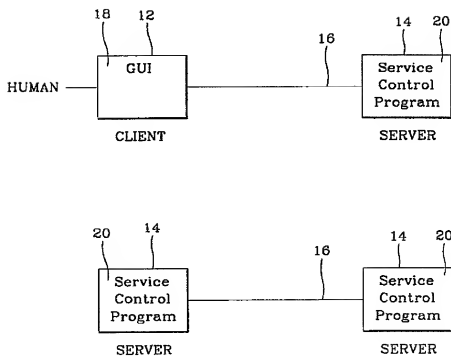 18
12
14
20
GUI
16
Service
Control
Program
HUMAN
CLIENT
SERVER
20
14
14
20
16
Service
Control
Program
Service
Control
Program
SERVER
SERVER